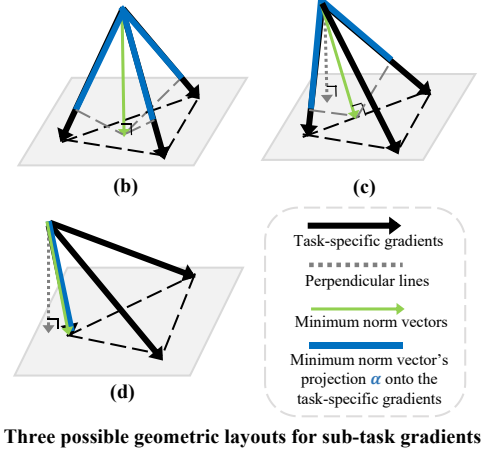 (b)
(c)
(d)
Task-specific gradients
Perpendicular lines
Minimum norm vectors
Minimum norm vector's
projection α onto the
task-specific gradients
Three possible geometric layouts for sub-task gradients